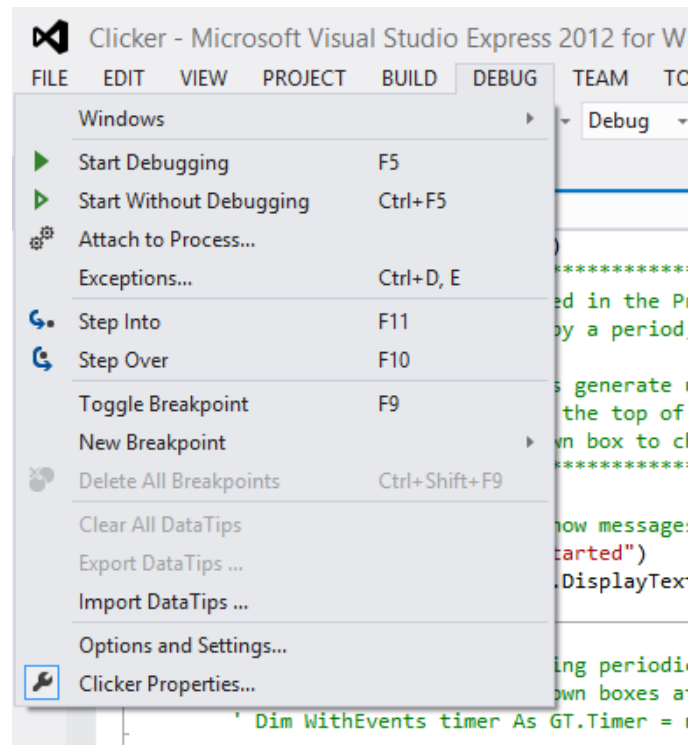 Clicker - Microsoft Visual Studio Express 2012 for W
FILE EDIT VIEW PROJECT BUILD DEBUG TEAM TO
Windows
Debug
Start Debugging F5
Start Without Debugging Ctrl+F5
Attach to Process...
Exceptions... Ctrl+D, E
Step Into F11
Step Over F10
Toggle Breakpoint F9
New Breakpoint
Delete All Breakpoints Ctrl+Shift+F9
Clear All DataTips
Export DataTips ...
Import DataTips ...
Options and Settings...
Clicker Properties...
)
************
ed in the P
by a period,
s generate
the top of
wn box to c
************
how message
tarted")
.DisplayTex
ing periodi
own boxes a
' Dim WithEvents timer As GT.Timer =